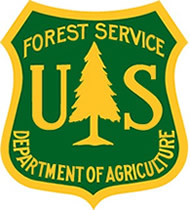 FOREST SERVICE
U S
DEPARTMENT OF AGRICULTURE